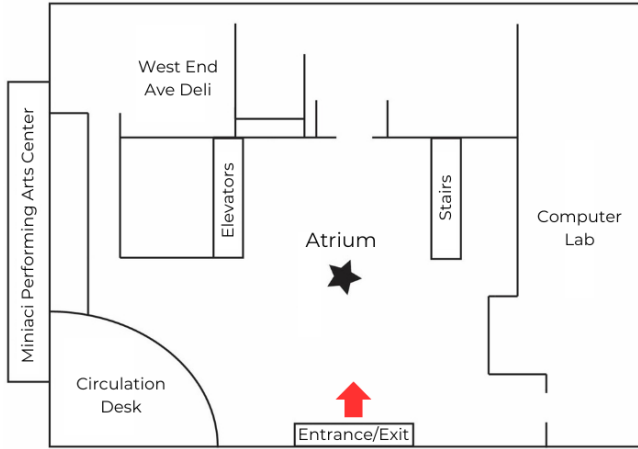 West End
Ave Deli
Miniaci Performing Arts Center
Elevators
Stairs
Computer
Lab
Atrium
Circulation
Desk
Entrance/Exit